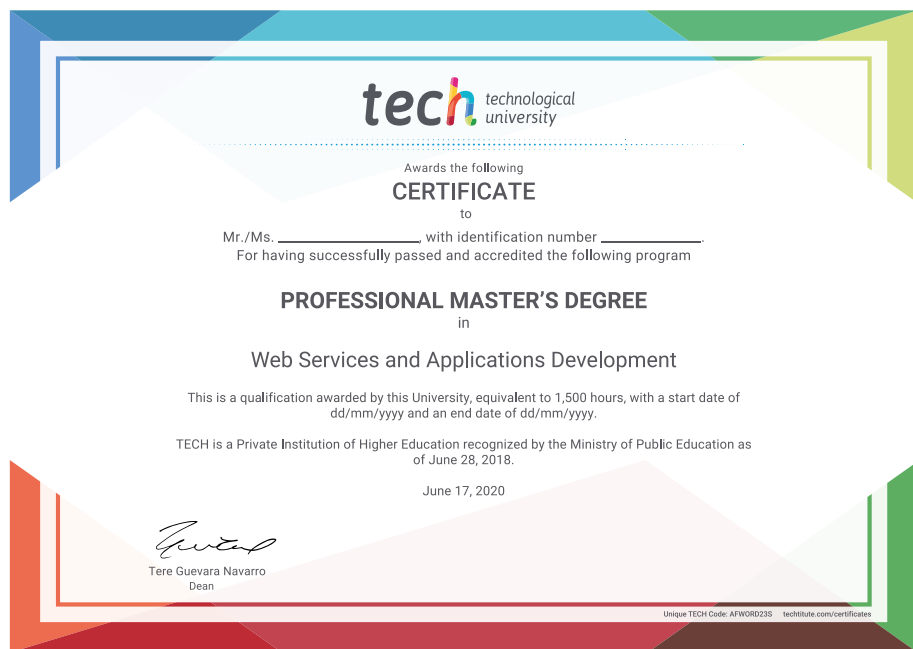 tech technological
university
Awards the following
CERTIFICATE
to
Mr./Ms. ____________________, with identification number ______________.
For having successfully passed and accredited the following program
PROFESSIONAL MASTER'S DEGREE
in
Web Services and Applications Development
This is a qualification awarded by this University, equivalent to 1,500 hours, with a start date of
dd/mm/yyyy and an end date of dd/mm/yyyy.
TECH is a Private Institution of Higher Education recognized by the Ministry of Public Education as
of June 28, 2018.
June 17, 2020
Tere Guevara Navarro
Dean
Unique TECH Code: AFWORD23S techtitute.com/certificates